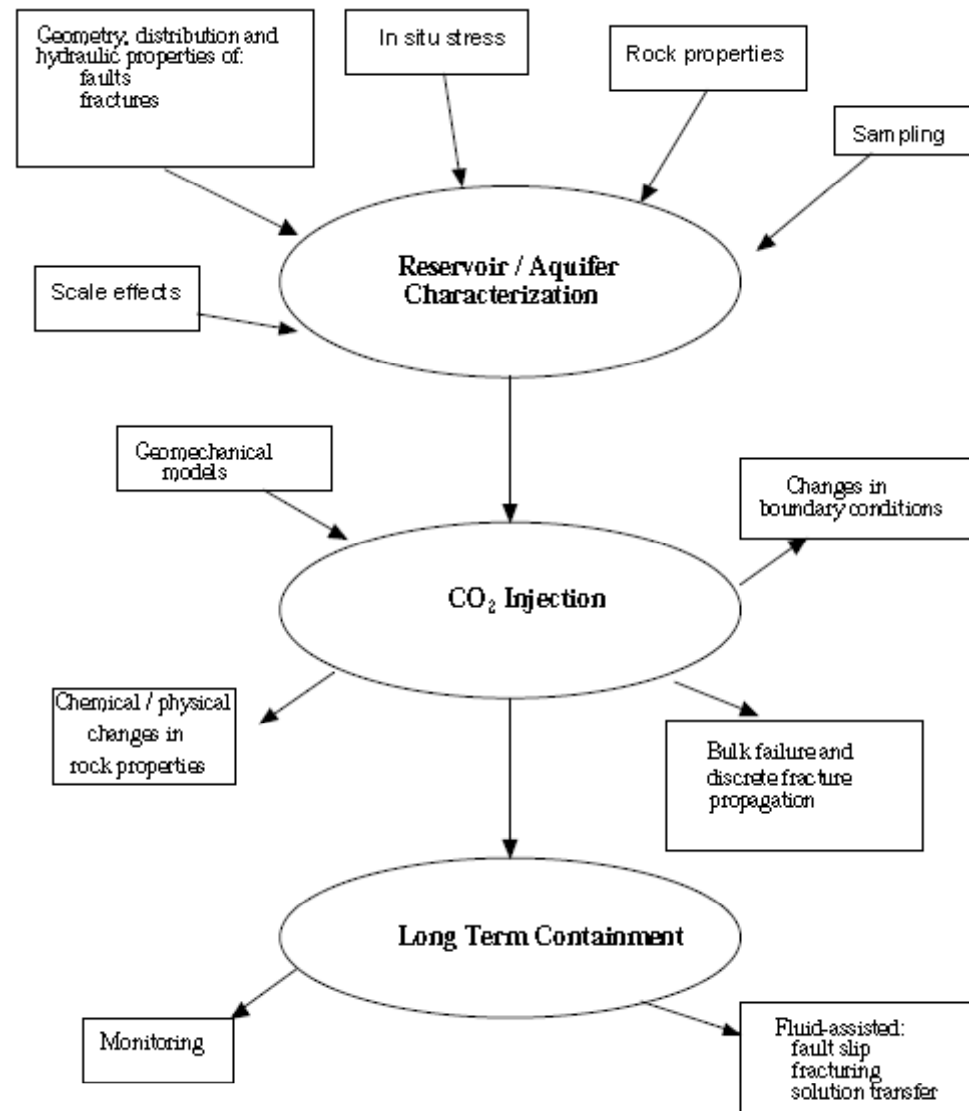 Geometry, distribution and
hydraulic properties of:
faults
fractures
In situ stress
Rock properties
Sampling
Scale effects
Reservoir / Aquifer
Characterization
Geomechanical
models
Changes in
boundary conditions
CO₂ Injection
Chemical / physical
changes in
rock properties
Bulk failure and
discrete fracture
propagation
Long Term Containment
Monitoring
Fluid-assisted:
fault slip
fracturing
solution transfer